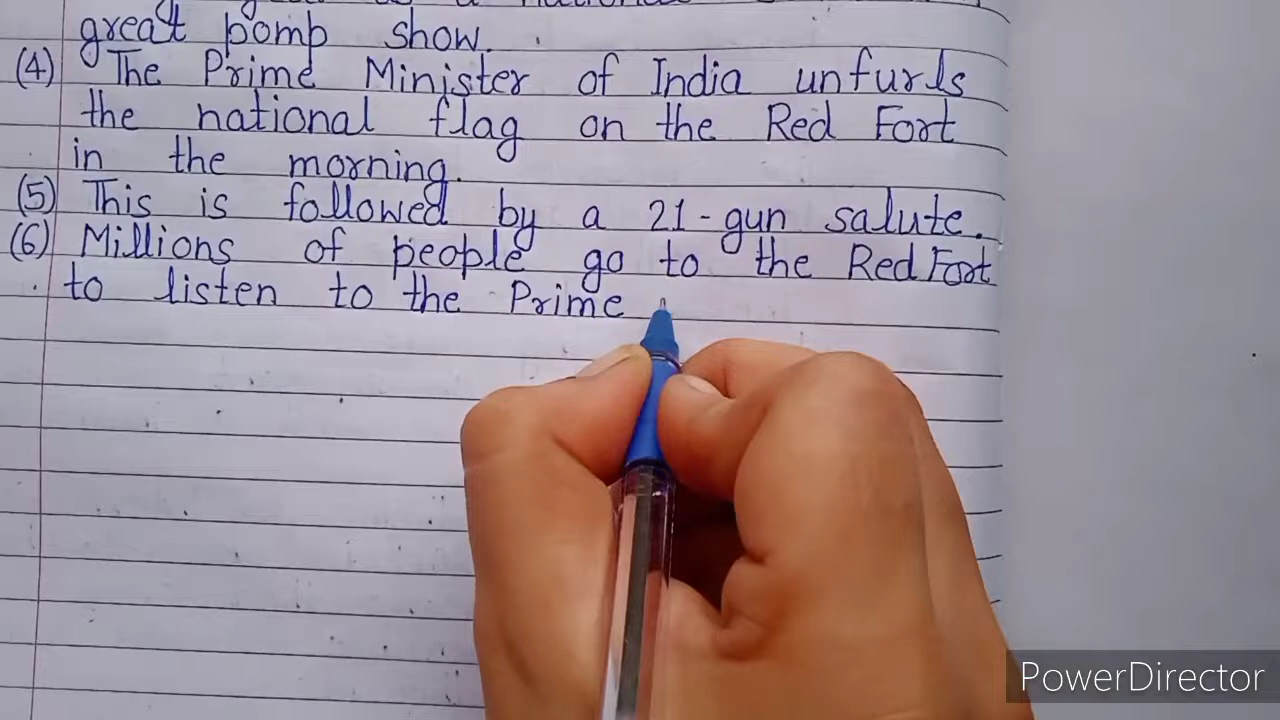 great pomp show.
(4) The Prime Minister of India unfurls
the national flag on the Red Fort
in the morning.
(5) This is followed by a 21-gun salute.
(6) Millions of people go to the Red Fort
to listen to the Prime
PowerDirector